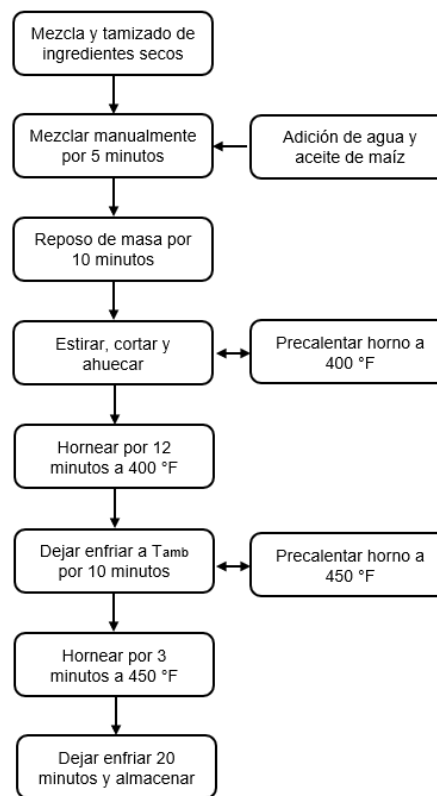 Mezcla y tamizado de
ingredientes secos
Mezclar manualmente
por 5 minutos
Adición de agua y
aceite de maíz
Reposo de masa por
10 minutos
Estirar, cortar y
ahuecar
Precalentar horno a
400 °F
Hornear por 12
minutos a 400 °F
Dejar enfriar a Tamb
por 10 minutos
Precalentar horno a
450 °F
Hornear por 3
minutos a 450 °F
Dejar enfriar 20
minutos y almacenar